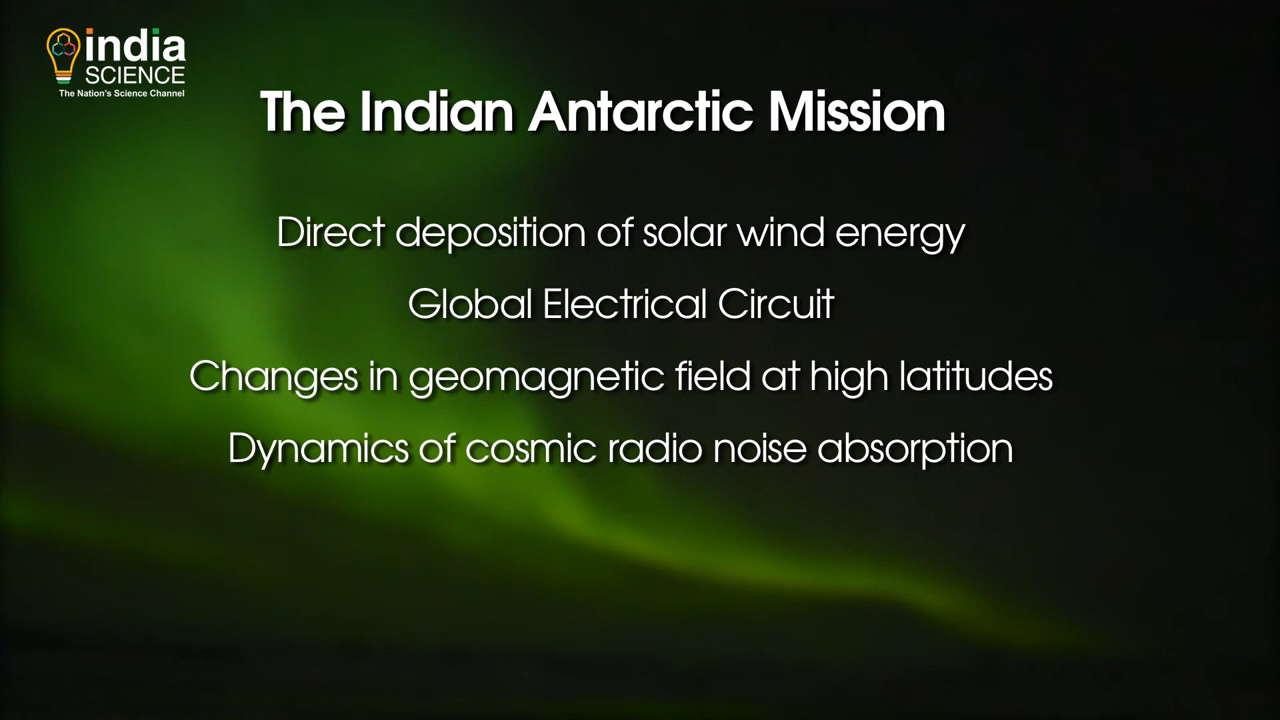 india
SCIENCE
The Nation's Science Channel
The Indian Antarctic Mission
Direct deposition of solar wind energy
Global Electrical Circuit
Changes in geomagnetic field at high latitudes
Dynamics of cosmic radio noise absorption